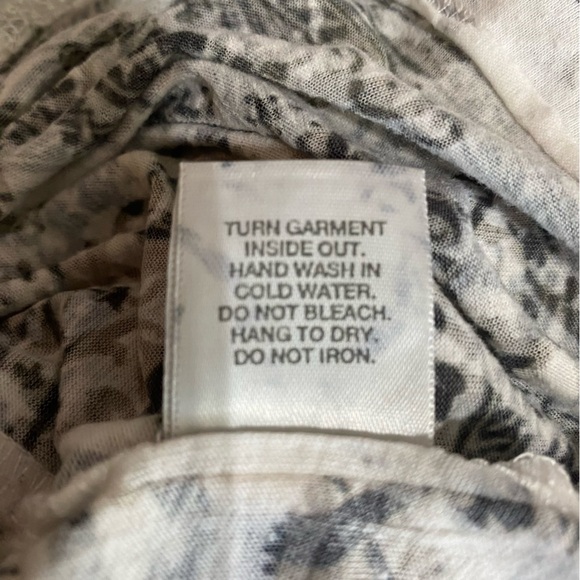 TURN GARMENT
INSIDE OUT.
HAND WASH IN
COLD WATER.
DO NOT BLEACH.
HANG TO DRY.
DO NOT IRON.